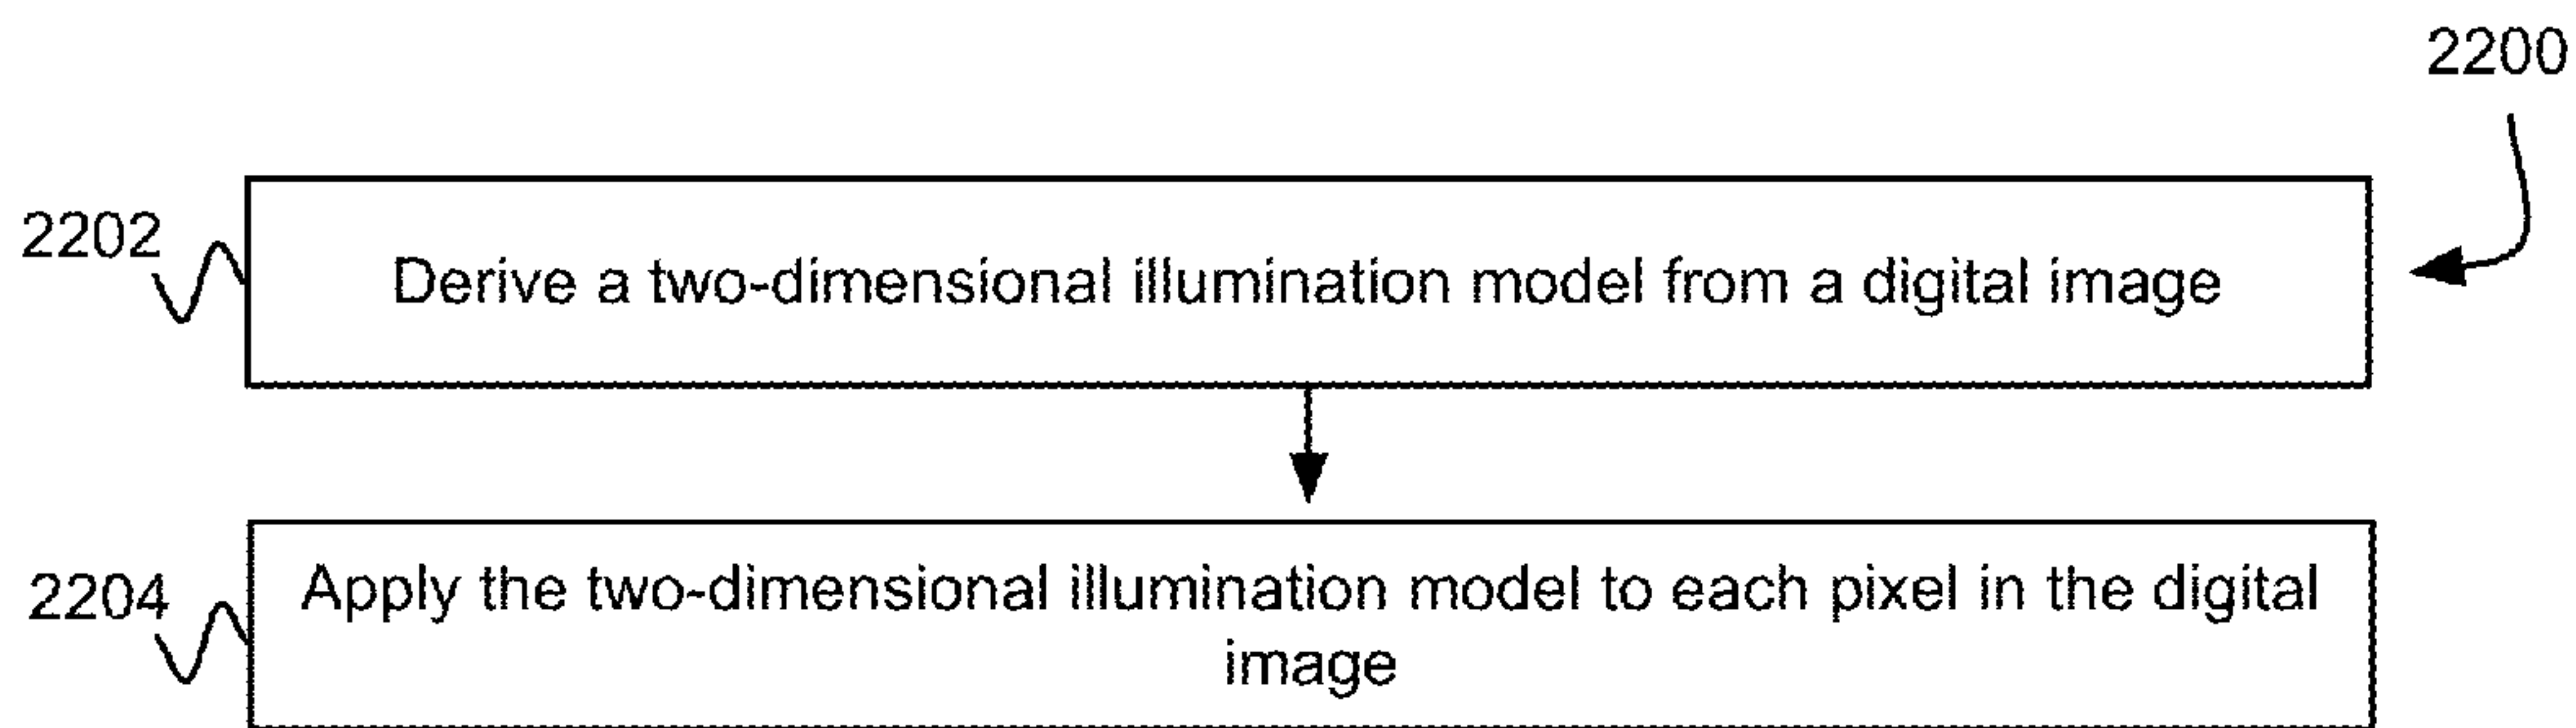 2200
2202
Derive a two-dimensional illumination model from a digital image
2204
Apply the two-dimensional illumination model to each pixel in the digital
image